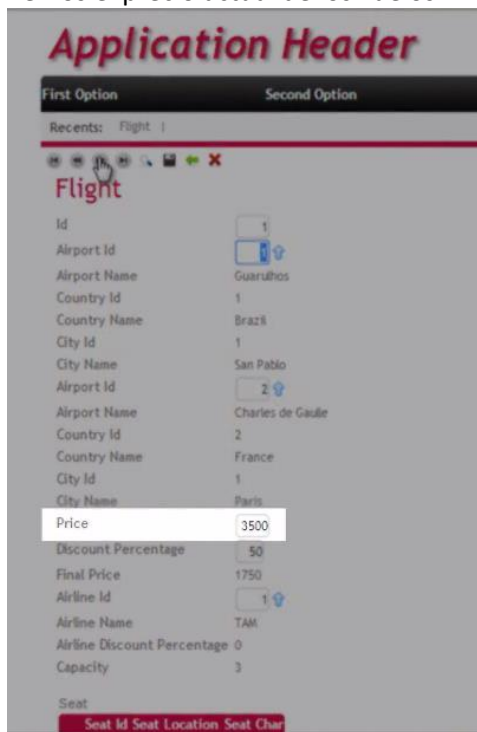 Application Header
First Option Second Option
Recents: Flight |
Flight
Id 1
Airport Id 1
Airport Name Guarulhos
Country Id 1
Country Name Brazil
City Id 1
City Name San Pablo
Airport Id 2
Airport Name Charles de Gaulle
Country Id 2
Country Name France
City Id 1
City Name Paris
Price 3500
Discount Percentage 50
Final Price 1750
Airline Id 1
Airline Name TAM
Airline Discount Percentage 0
Capacity 3
Seat
Seat Id Seat Location Seat Char